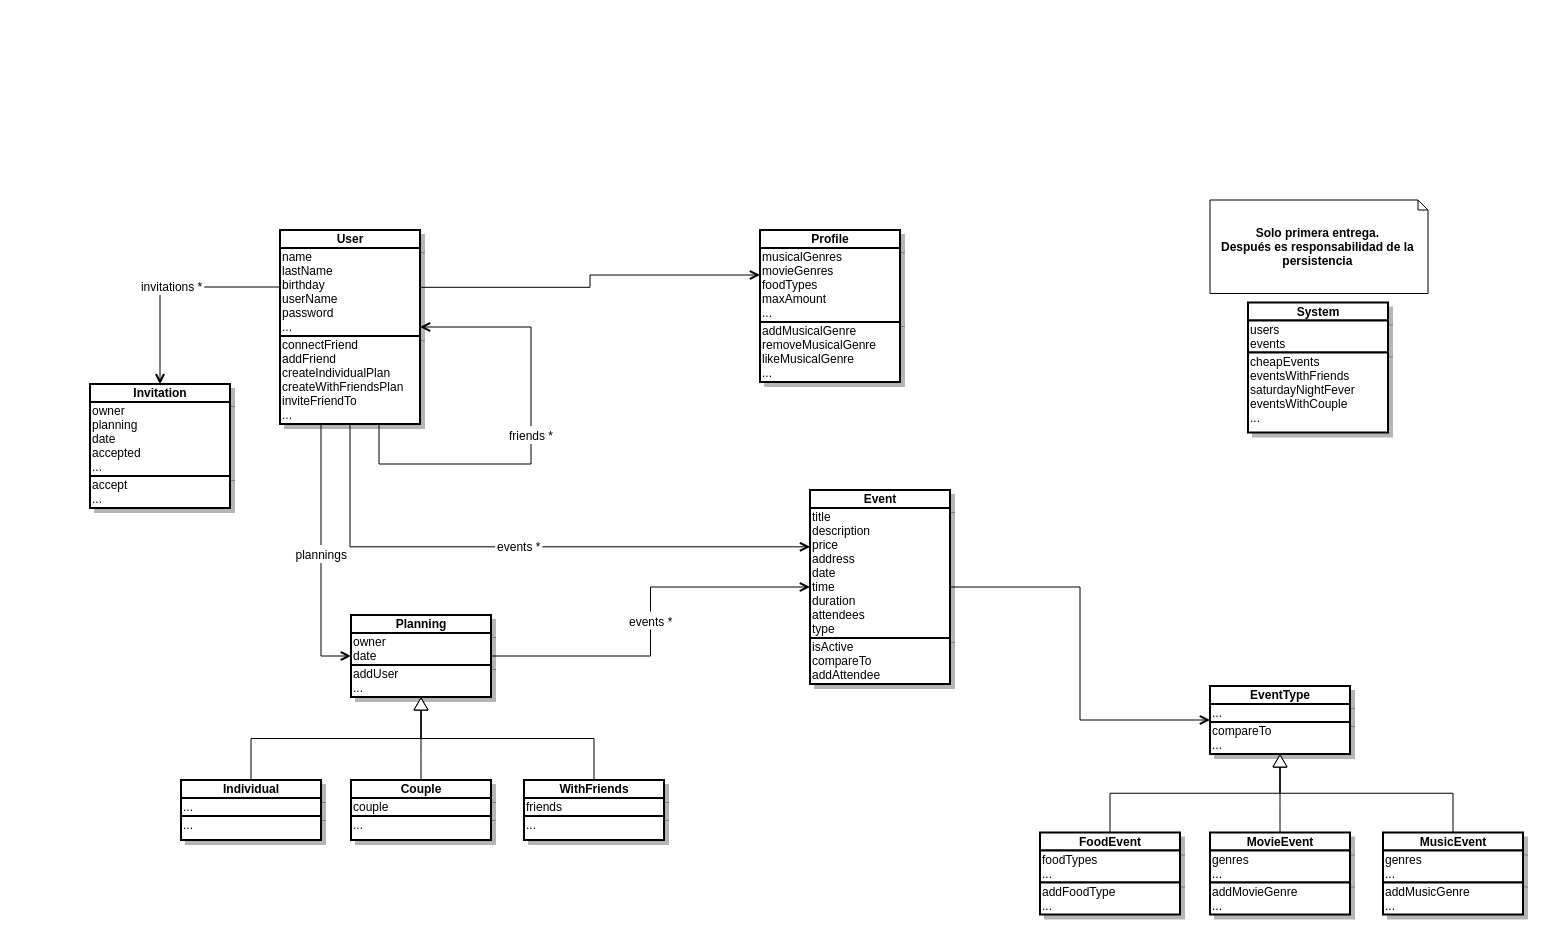 Solo primera entrega.
Después es responsabilidad de la
persistencia
User
name
lastName
birthday
userName
password
...
connectFriend
addFriend
createIndividualPlan
createWithFriendsPlan
inviteFriendTo
...
Profile
musicalGenres
movieGenres
foodTypes
maxAmount
...
addMusicalGenre
removeMusicalGenre
likeMusicalGenre
...
System
users
events
cheapEvents
eventsWithFriends
saturdayNightFever
eventsWithCouple
...
invitations *
Invitation
owner
planning
date
accepted
...
accept
...
friends *
events *
plannings
events *
Event
title
description
price
address
date
time
duration
attendees
type
isActive
compareTo
addAttendee
Planning
owner
date
addUser
...
EventType
...
compareTo
...
Individual
...
...
Couple
couple
...
WithFriends
friends
...
FoodEvent
foodTypes
...
addFoodType
...
MovieEvent
genres
...
addMovieGenre
...
MusicEvent
genres
...
addMusicGenre
...